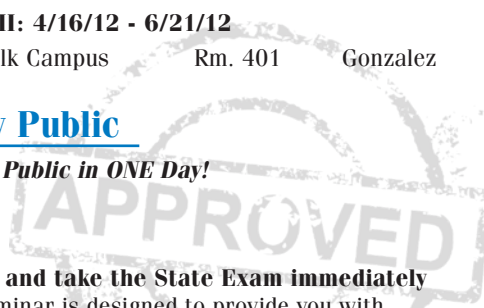 II: 4/16/12 - 6/21/12
lk Campus Rm. 401 Gonzalez
Public
Public in ONE Day!
APPROVED
and take the State Exam immediately
minar is designed to provide you with